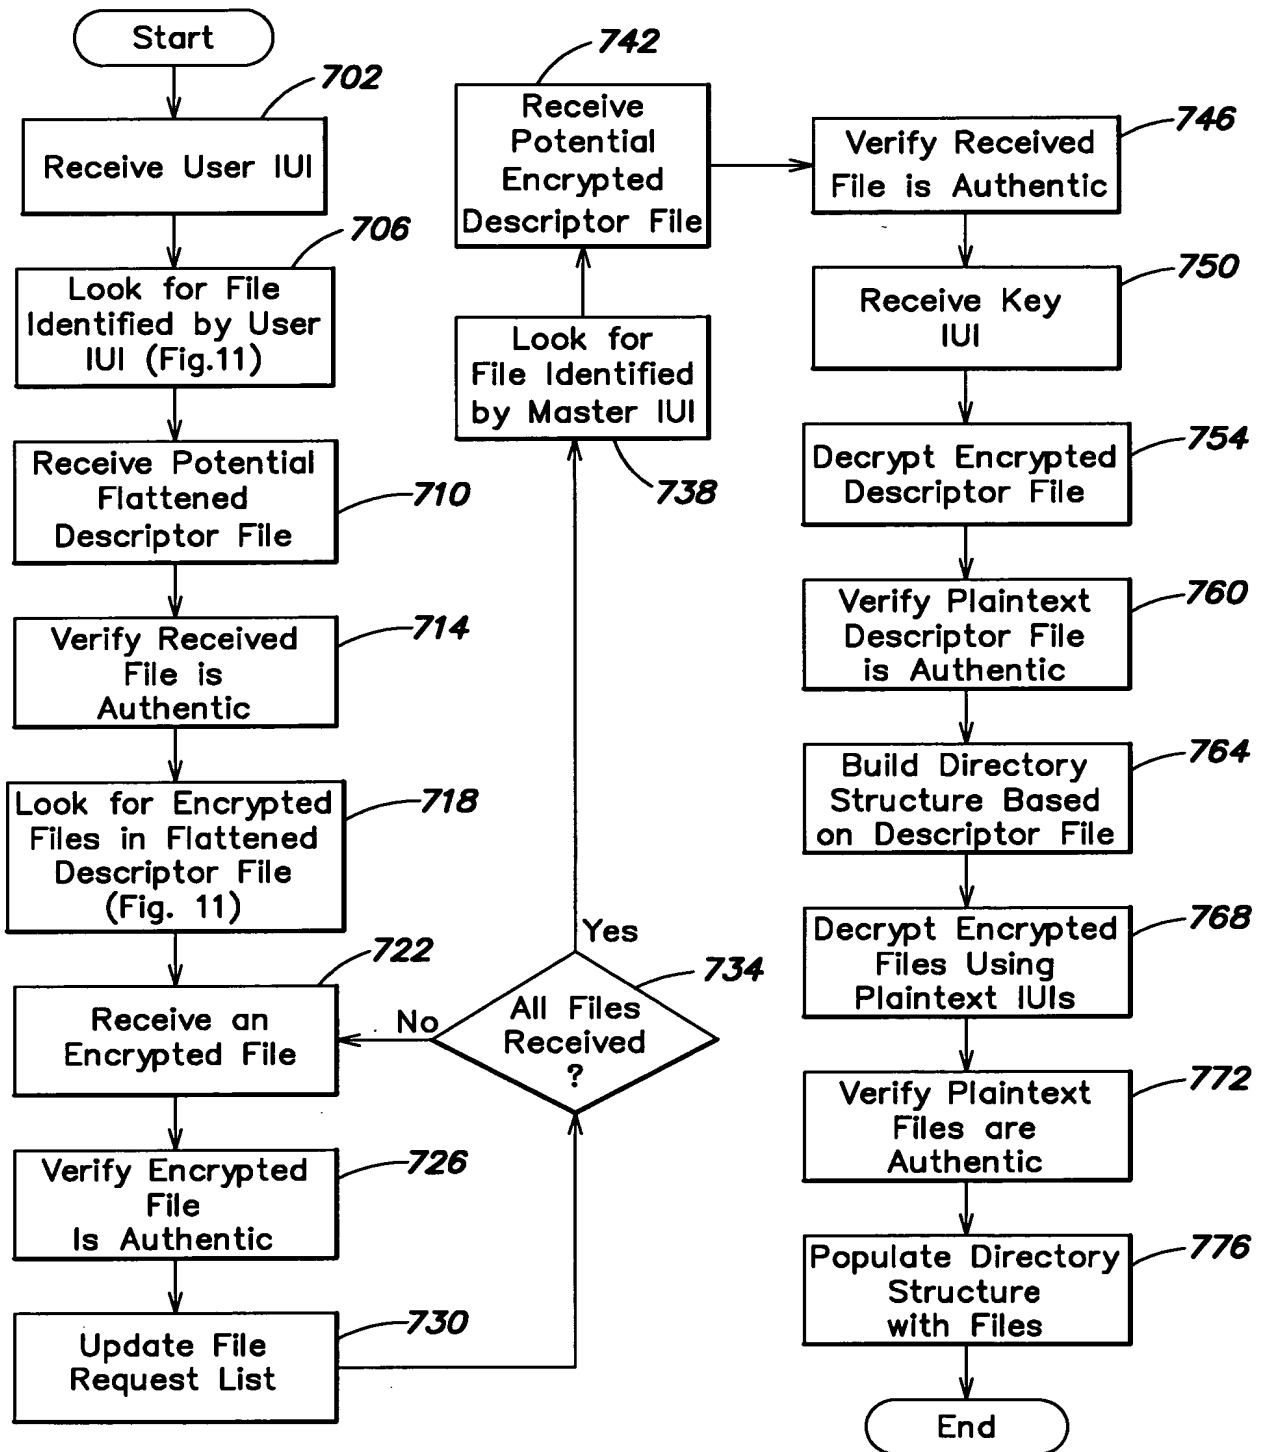 Start
702
Receive User IUI
706
Look for File
Identified by User
IUI (Fig.11)
Receive Potential
Flattened
Descriptor File
710
Verify Received
File is
Authentic
714
Look for Encrypted
Files in Flattened
Descriptor File
(Fig. 11)
718
722
Receive an
Encrypted File
Verify Encrypted
File
Is Authentic
726
Update File
Request List
730
No
All Files
Received
?
734
Yes
Look for
File Identified
by Master IUI
738
742
Receive
Potential
Encrypted
Descriptor File
Verify Received
File is Authentic
746
Receive Key
IUI
750
Decrypt Encrypted
Descriptor File
754
Verify Plaintext
Descriptor File
is Authentic
760
Build Directory
Structure Based
on Descriptor File
764
Decrypt Encrypted
Files Using
Plaintext IUIs
768
Verify Plaintext
Files are
Authentic
772
Populate Directory
Structure
with Files
776
End